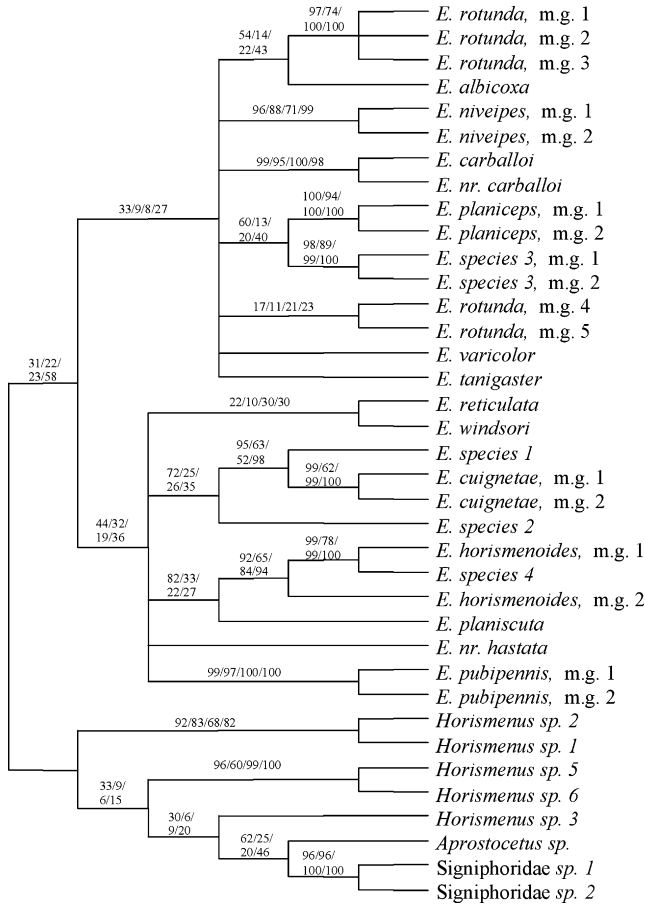 97/74/
100/100
E. rotunda, m.g. 1
E. rotunda, m.g. 2
E. rotunda, m.g. 3
54/14/
22/43
E. albicoxa
96/88/71/99
E. niveipes, m.g. 1
E. niveipes, m.g. 2
99/95/100/98
E. carballoi
E. nr. carballoi
33/9/8/27
60/13/
20/40
100/94/
100/100
E. planiceps, m.g. 1
E. planiceps, m.g. 2
98/89/
99/100
E. species 3, m.g. 1
E. species 3, m.g. 2
17/11/21/23
E. rotunda, m.g. 4
E. rotunda, m.g. 5
E. varicolor
E. tanigaster
31/22/
23/58
22/10/30/30
E. reticulata
E. windsori
95/63/
52/98
E. species 1
72/25/
26/35
99/62/
99/100
E. cuignetae, m.g. 1
E. cuignetae, m.g. 2
E. species 2
44/32/
19/36
99/78/
99/100
E. horismenoides, m.g. 1
E. species 4
92/65/
84/94
E. horismenoides, m.g. 2
82/33/
22/27
E. planiscuta
E. nr. hastata
99/97/100/100
E. pubipennis, m.g. 1
E. pubipennis, m.g. 2
92/83/68/82
Horismenus sp. 2
Horismenus sp. 1
96/60/99/100
Horismenus sp. 5
Horismenus sp. 6
33/9/
6/15
30/6/
9/20
Horismenus sp. 3
62/25/
20/46
Aprostocetus sp.
96/96/
100/100
Signiphoridae sp. 1
Signiphoridae sp. 2